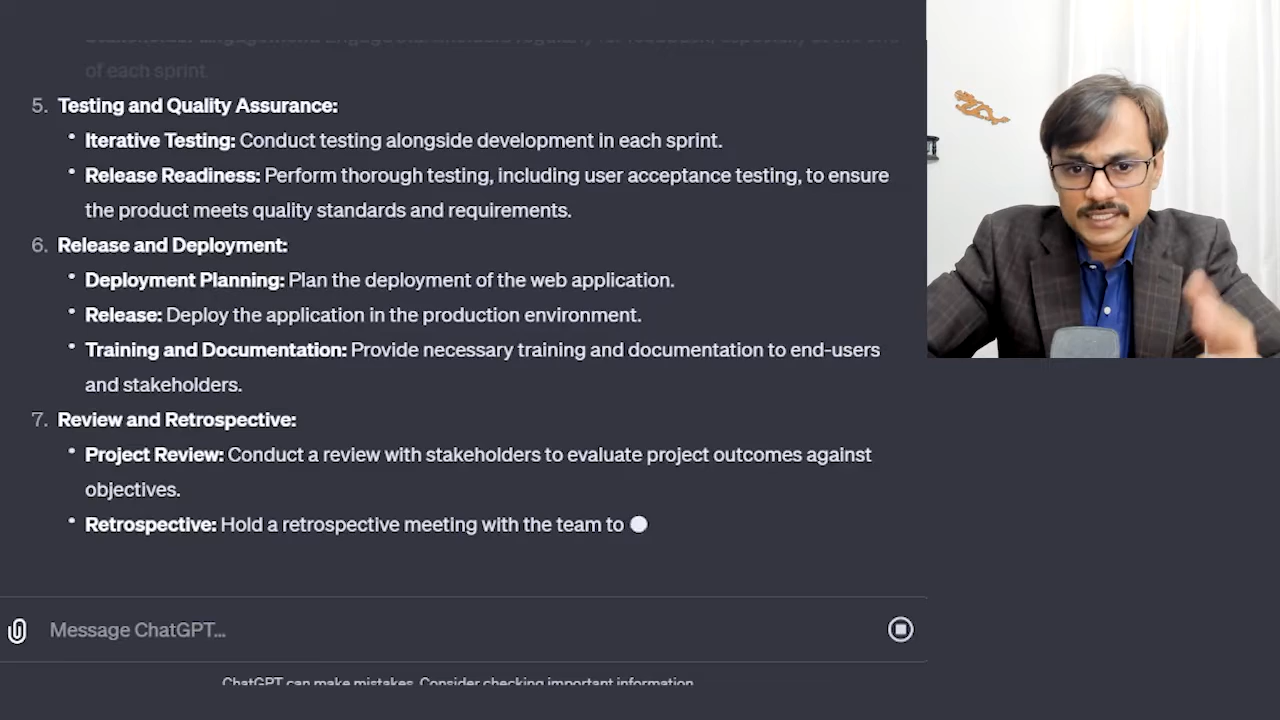 of each sprint.
5. Testing and Quality Assurance:
• Iterative Testing: Conduct testing alongside development in each sprint.
• Release Readiness: Perform thorough testing, including user acceptance testing, to ensure
the product meets quality standards and requirements.
6. Release and Deployment:
• Deployment Planning: Plan the deployment of the web application.
• Release: Deploy the application in the production environment.
• Training and Documentation: Provide necessary training and documentation to end-users
and stakeholders.
7. Review and Retrospective:
• Project Review: Conduct a review with stakeholders to evaluate project outcomes against
objectives.
• Retrospective: Hold a retrospective meeting with the team to
Message ChatGPT...
ChatGPT can make mistakes. Consider checking important information.